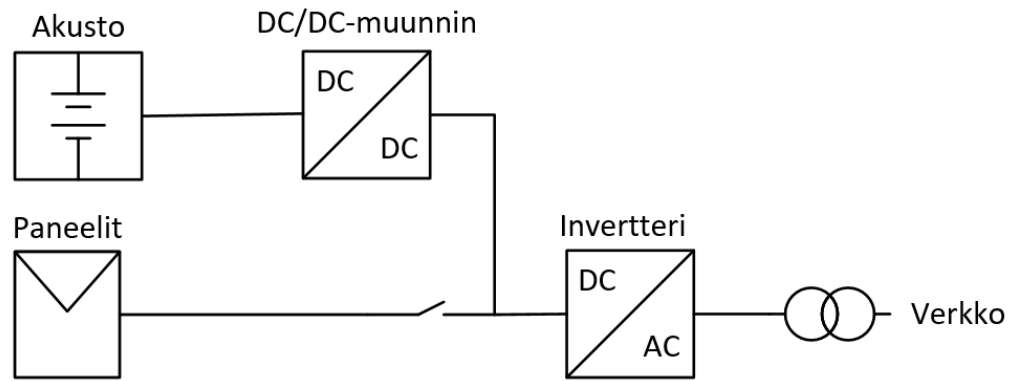 Akusto
DC/DC-muunnin
DC
DC
Paneelit
Invertteri
DC
AC
Verkko